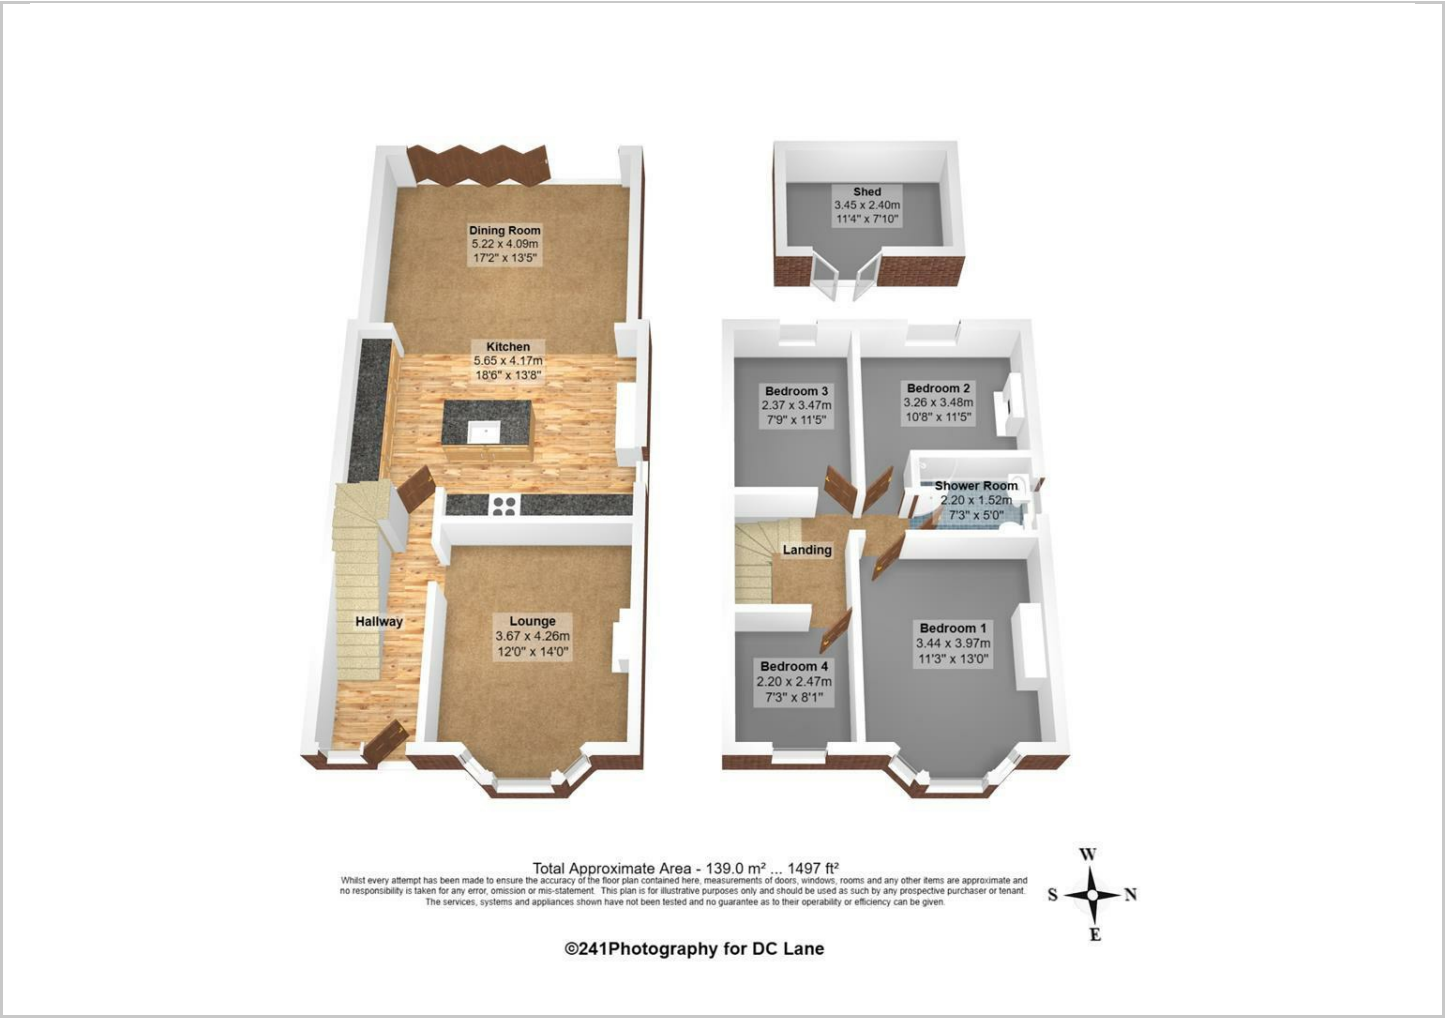 Shed
3.45 x 2.40m
11'4" x 7'10"
Dining Room
5.22 x 4.09m
17'2" x 13'5"
Kitchen
5.65 x 4.17m
18'6" x 13'8"
Bedroom 3
2.37 x 3.47m
7'9" x 11'5"
Bedroom 2
3.26 x 3.48m
10'8" x 11'5"
Shower Room
2.20 x 1.52m
7'3" x 5'0"
Landing
Hallway
Lounge
3.67 x 4.26m
12'0" x 14'0"
Bedroom 1
3.44 x 3.97m
11'3" x 13'0"
Bedroom 4
2.20 x 2.47m
7'3" x 8'1"
Total Approximate Area - 139.0 m² ... 1497 ft²
Whilst every attempt has been made to ensure the accuracy of the floor plan contained here, measurements of doors, windows, rooms and any other items are approximate and
no responsibility is taken for any error, omission or mis-statement. This plan is for illustrative purposes only and should be used as such by any prospective purchaser or tenant.
The services, systems and appliances shown have not been tested and no guarantee as to their operability or efficiency can be given.
W
S N
E
©241Photography for DC Lane